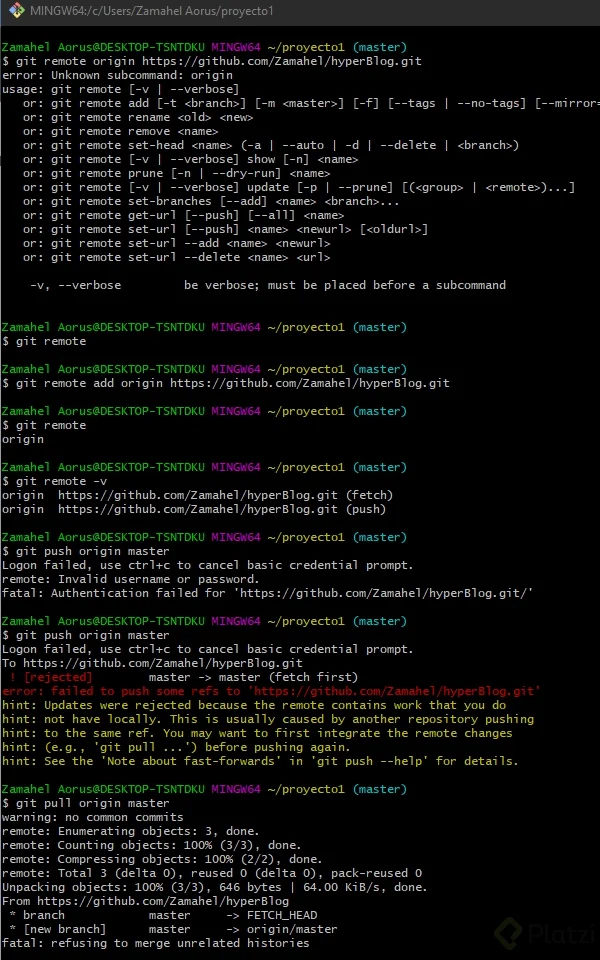 MINGW64:/c/Users/Zamahel Aorus/proyecto1
Zamahel Aorus@DESKTOP-TSNTDKU MINGW64 ~/proyecto1 (master)
$ git remote origin https://github.com/Zamahel/hyperBlog.git
error: Unknown subcommand: origin
usage: git remote [-v | --verbose]
   or: git remote add [-t <branch>] [-m <master>] [-f] [--tags | --no-tags] [--mirror=
   or: git remote rename <old> <new>
   or: git remote remove <name>
   or: git remote set-head <name> (-a | --auto | -d | --delete | <branch>)
   or: git remote [-v | --verbose] show [-n] <name>
   or: git remote prune [-n | --dry-run] <name>
   or: git remote [-v | --verbose] update [-p | --prune] [(<group> | <remote>)...]
   or: git remote set-branches [--add] <name> <branch>...
   or: git remote get-url [--push] [--all] <name>
   or: git remote set-url [--push] <name> <newurl> [<oldurl>]
   or: git remote set-url --add <name> <newurl>
   or: git remote set-url --delete <name> <url>
    -v, --verbose         be verbose; must be placed before a subcommand
Zamahel Aorus@DESKTOP-TSNTDKU MINGW64 ~/proyecto1 (master)
$ git remote
Zamahel Aorus@DESKTOP-TSNTDKU MINGW64 ~/proyecto1 (master)
$ git remote add origin https://github.com/Zamahel/hyperBlog.git
Zamahel Aorus@DESKTOP-TSNTDKU MINGW64 ~/proyecto1 (master)
$ git remote
origin
Zamahel Aorus@DESKTOP-TSNTDKU MINGW64 ~/proyecto1 (master)
$ git remote -v
origin  https://github.com/Zamahel/hyperBlog.git (fetch)
origin  https://github.com/Zamahel/hyperBlog.git (push)
Zamahel Aorus@DESKTOP-TSNTDKU MINGW64 ~/proyecto1 (master)
$ git push origin master
Logon failed, use ctrl+c to cancel basic credential prompt.
remote: Invalid username or password.
fatal: Authentication failed for 'https://github.com/Zamahel/hyperBlog.git/'
Zamahel Aorus@DESKTOP-TSNTDKU MINGW64 ~/proyecto1 (master)
$ git push origin master
Logon failed, use ctrl+c to cancel basic credential prompt.
To https://github.com/Zamahel/hyperBlog.git
 ! [rejected]        master -> master (fetch first)
error: failed to push some refs to 'https://github.com/Zamahel/hyperBlog.git'
hint: Updates were rejected because the remote contains work that you do
hint: not have locally. This is usually caused by another repository pushing
hint: to the same ref. You may want to first integrate the remote changes
hint: (e.g., 'git pull ...') before pushing again.
hint: See the 'Note about fast-forwards' in 'git push --help' for details.
Zamahel Aorus@DESKTOP-TSNTDKU MINGW64 ~/proyecto1 (master)
$ git pull origin master
warning: no common commits
remote: Enumerating objects: 3, done.
remote: Counting objects: 100% (3/3), done.
remote: Compressing objects: 100% (2/2), done.
remote: Total 3 (delta 0), reused 0 (delta 0), pack-reused 0
Unpacking objects: 100% (3/3), 646 bytes | 64.00 KiB/s, done.
From https://github.com/Zamahel/hyperBlog
 * branch            master     -> FETCH_HEAD
 * [new branch]      master     -> origin/master
fatal: refusing to merge unrelated histories
Platzi